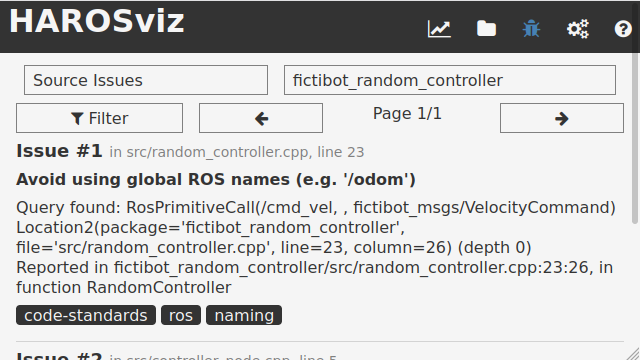 HAROSviz
Source Issues
fictibot_random_controller
Filter
Page 1/1
Issue #1 in src/random_controller.cpp, line 23
Avoid using global ROS names (e.g. '/odom')
Query found: RosPrimitiveCall(/cmd_vel, , fictibot_msgs/VelocityCommand)
Location2(package='fictibot_random_controller',
file='src/random_controller.cpp', line=23, column=26) (depth 0)
Reported in fictibot_random_controller/src/random_controller.cpp:23:26, in
function RandomController
code-standards ros naming
Issue #2 in src/controller_node.cpp, line 5